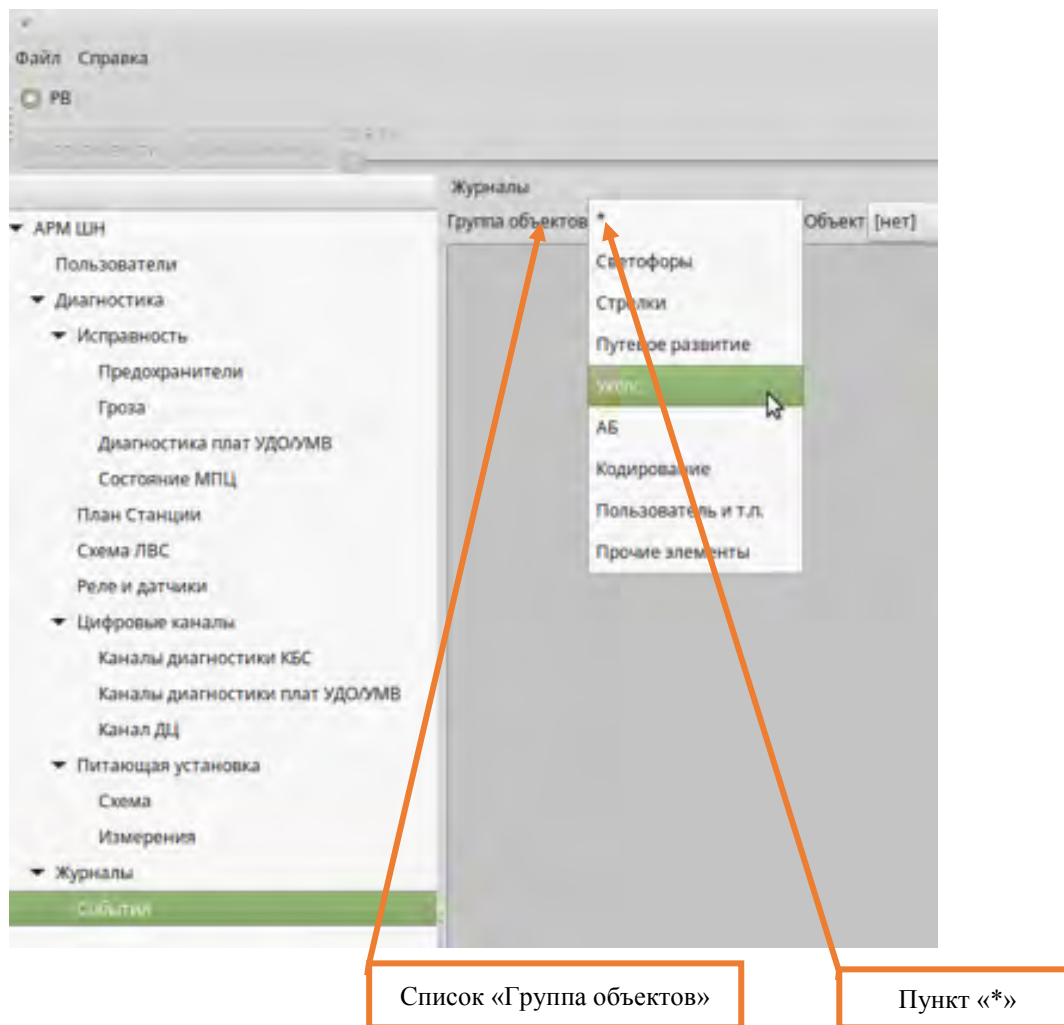 Файл Справка
РВ
Журналы
Группа объектов * Объект [нет]
АРМ ШН
Светофоры
Пользователи
Стрелки
Диагностика
Путевое развитие
Исправность
Предохранители
АБ
Гроза
Кодирование
Диагностика плат УДО/УМВ
Пользователь и т.п.
Состояние МПЦ
Прочие элементы
План Станции
Схема ЛВС
Реле и датчики
Цифровые каналы
Каналы диагностики КБС
Каналы диагностики плат УДО/УМВ
Канал ДЦ
Питающая установка
Схема
Измерения
Журналы
События
Список «Группа объектов»
Пункт «*»